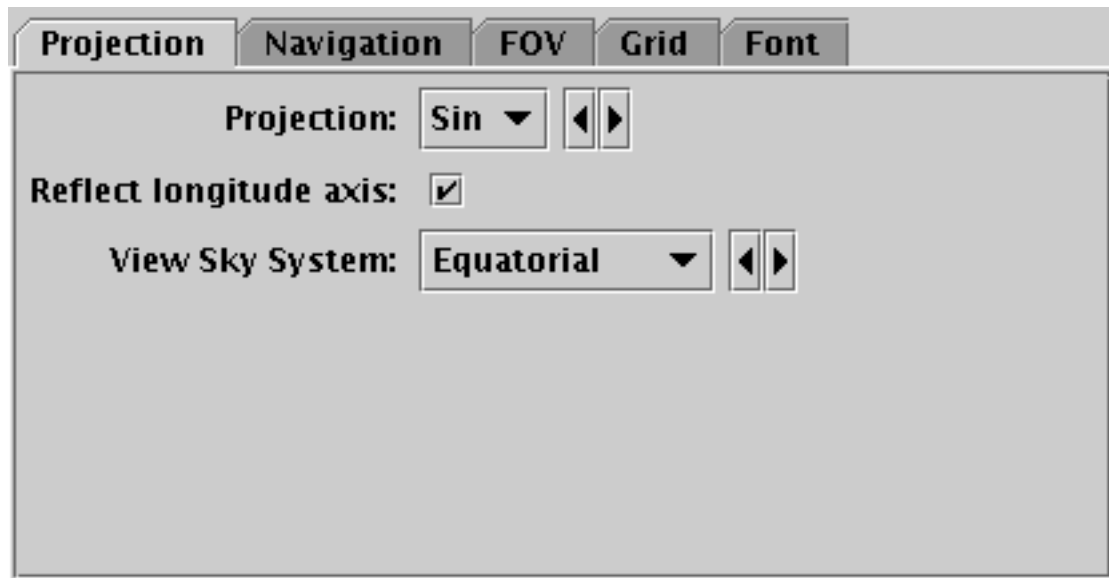 Projection Navigation FOV Grid Font
Projection: Sin
Reflect longitude axis:
View Sky System: Equatorial